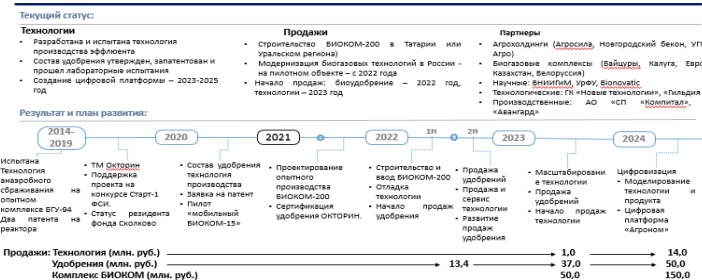 Текущий статус:
Технологии
• Разработана и испытана технология
производства эффлюента
• Состав удобрения утвержден, запатентован и
прошел лабораторные испытания
• Создание цифровой платформы – 2023-2025
год
Продажи
• Строительство БИОКОМ-200 в Татарии или
Уральском регионе)
• Модернизация биогазовых технологий в России -
на пилотном объекте – с 2022 года
• Начало продаж: биоудобрение – 2022 год,
технологии – 2023 год
Партнеры
• Агрохолдинги (Агросила, Новгородский бекон, УГМ
Агро)
• Биогазовые комплексы (Байцуры, Калуга, Евро
Казахстан, Белоруссия)
• Научные: ВНИИГиМ, УрФУ, Bionovatic
• Технологические: ГК «Новые технологии», «Гильдия
• Производственные: АО «СП «Компитал»,
«Авангард»
Результат и план развития:
2014-
2019
2020
2021
2022
1H
2H
2023
2024
Испытана
Технология
анаэробного
сбраживания на
опытном
комплексе БГУ-94
Два патента на
реактора
• ТМ Окторин
• Поддержка
проекта на
конкурсе Старт-1
ФСИ.
• Статус резидента
фонда Сколково
• Состав удобрения
технология
производства
• Заявка на патент
• Пилот
«мобильный
БИОКОМ-15»
• Проектирование
опытного
производства
БИОКОМ-200
• Сертификация
удобрения ОКТОРИН.
• Строительство и
ввод БИОКОМ-200
• Отладка
технологии
• Начало продаж
удобрения
• Продажа
удобрений
• Продажа и
сервис
технологии
• Развитие
продаж
удобрения
• Масштабировани
е технологии
• Продажа
удобрений
• Начало продаж
технологии
Цифровизация
• Моделирование
технологии и
продукта
• Цифровая
платформа
«Агроном»
Продажи: Технология (млн. руб.) 1,0 14,0
Удобрения (млн. руб.) 13,4 37,0 50,0
Комплекс БИОКОМ (млн. руб.) 50,0 150,0